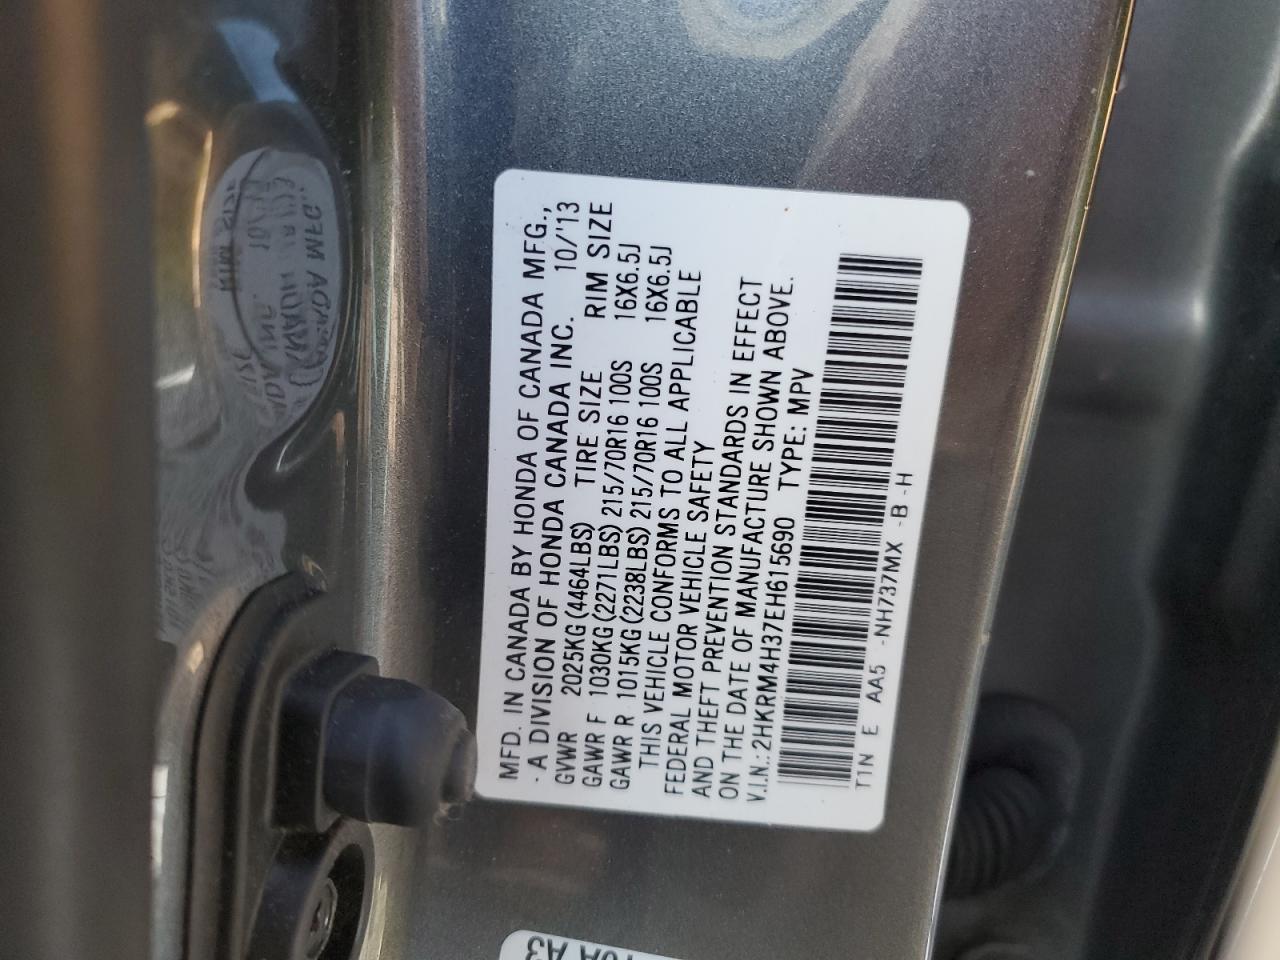 MFD. IN CANADA BY HONDA OF CANADA MFG.,
- A DIVISION OF HONDA CANADA INC. 10/'13
GVWR 2025KG (4464LBS) TIRE SIZE RIM SIZE
GAWR F 1030KG (2271LBS) 215/70R16 100S 16X6.5J
GAWR R 1015KG (2238LBS) 215/70R16 100S 16X6.5J
THIS VEHICLE CONFORMS TO ALL APPLICABLE
FEDERAL MOTOR VEHICLE SAFETY
AND THEFT PREVENTION STANDARDS IN EFFECT
ON THE DATE OF MANUFACTURE SHOWN ABOVE.
V.I.N.: 2HKRM4H37EH615690 TYPE: MPV
T1N E AA5 -NH737MX -B-H
A3